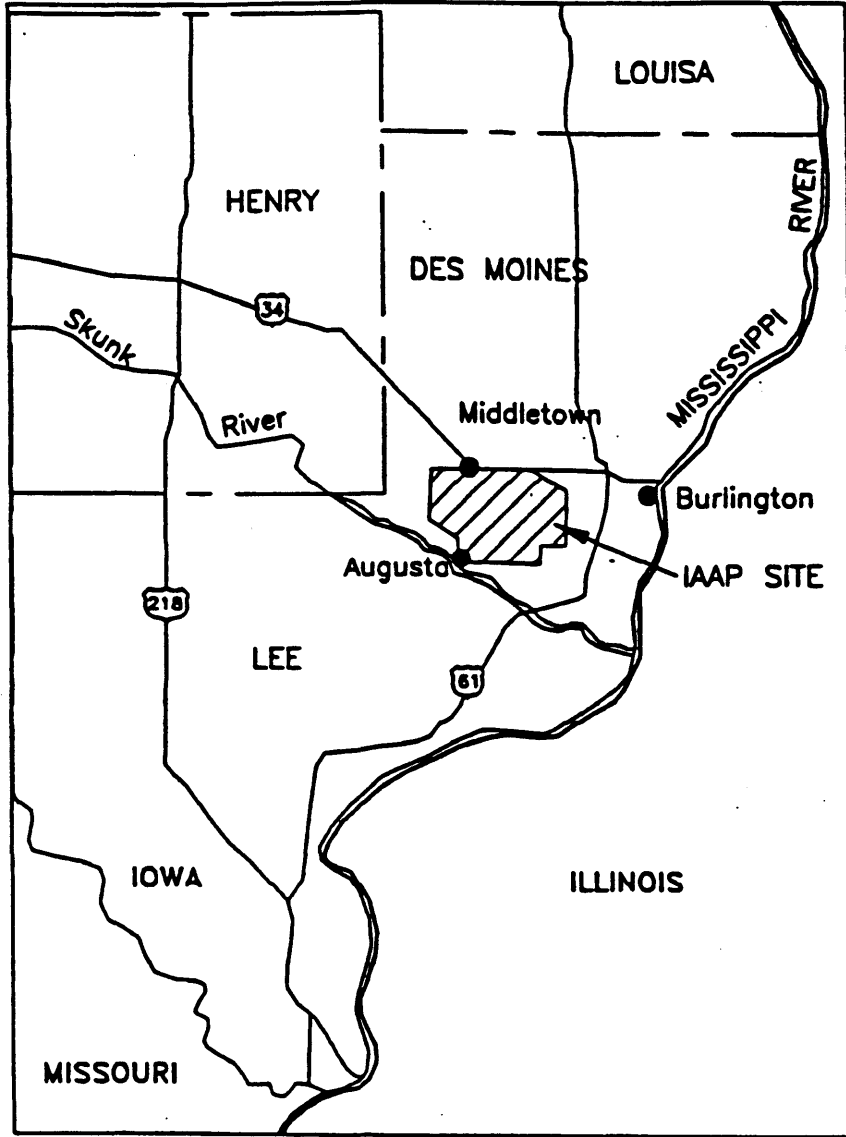 LOUISA
HENRY
RIVER
DES MOINES
34
Skunk
MISSISSIPPI
River
Middletown
Burlington
Augusta
IAAP SITE
218
LEE
61
IOWA
ILLINOIS
MISSOURI